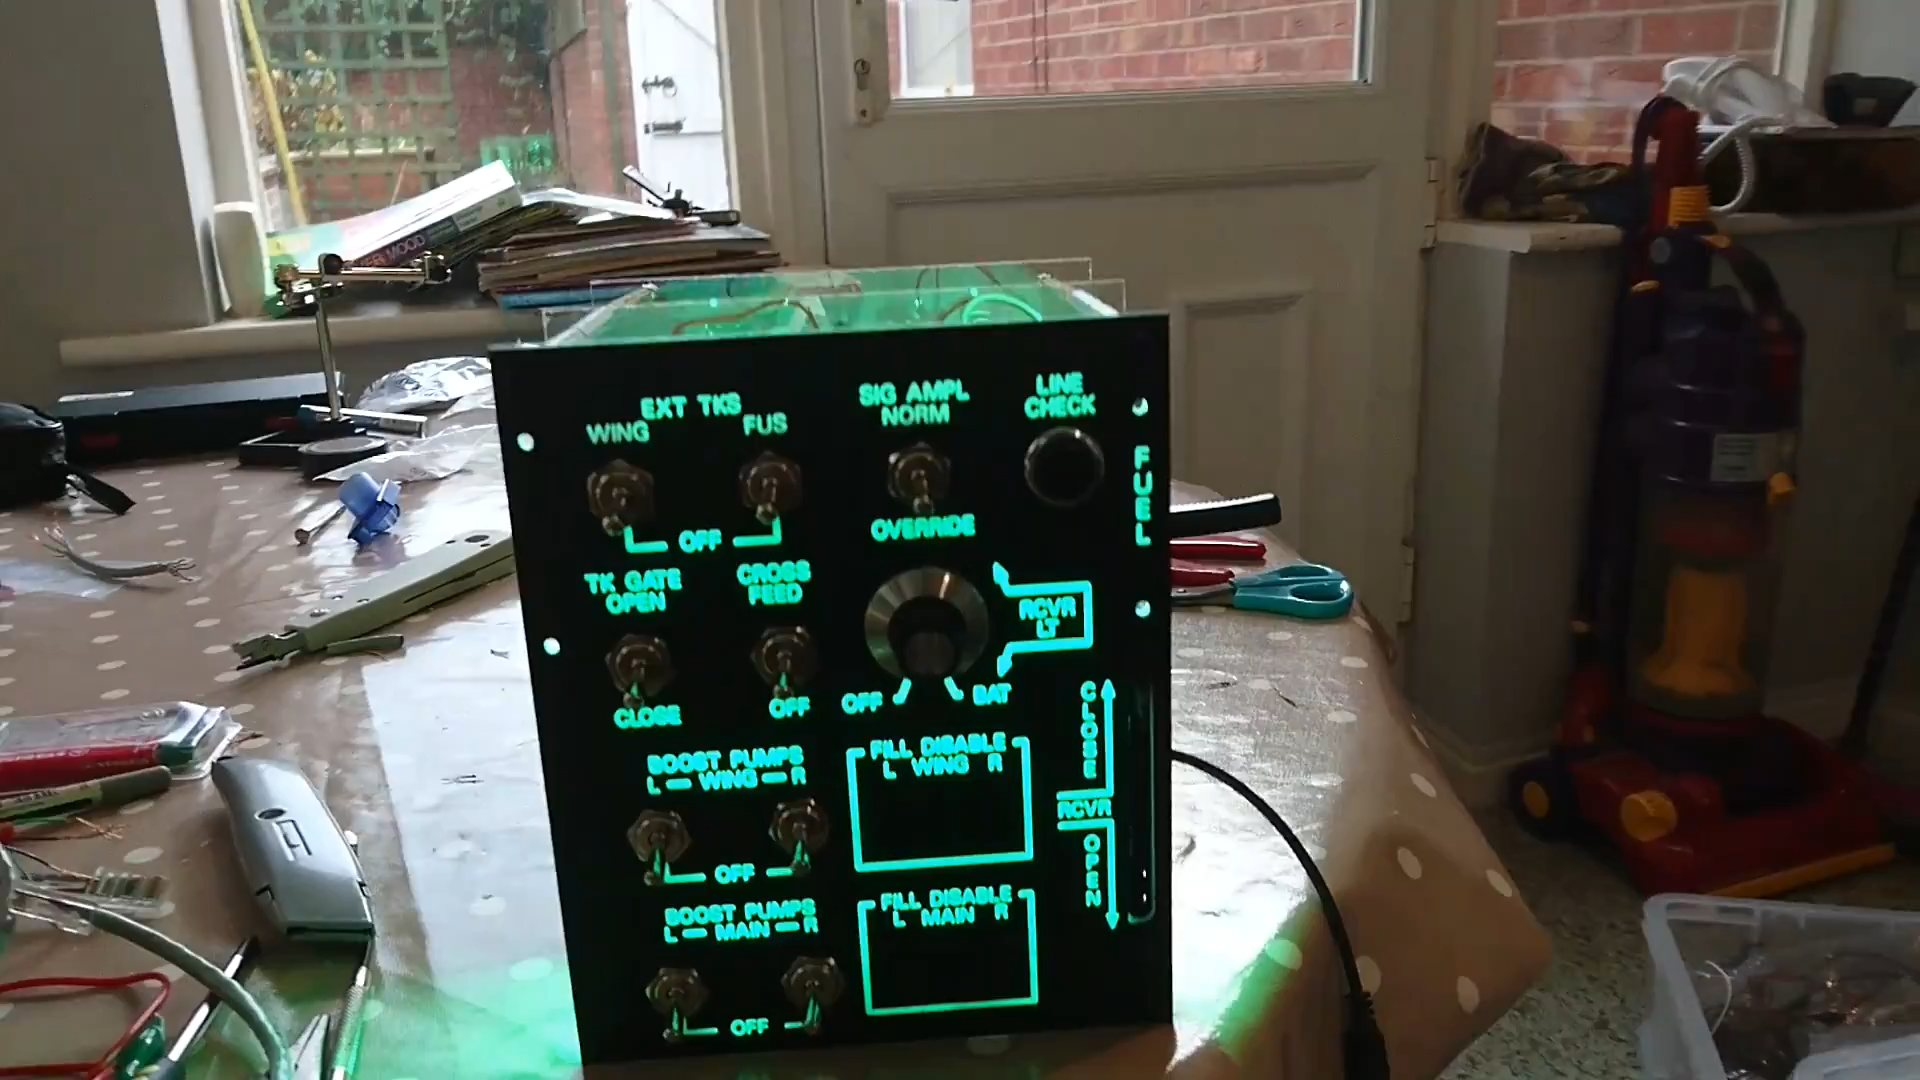 EXT TKS
WING FUS
OFF
SIG AMPL
NORM
OVERRIDE
LINE
CHECK
FUEL
TK GATE
OPEN
CLOSE
CROSS
FEED
OFF
RCVR
LT
OFF BAT
BOOST PUMPS
L — WING — R
OFF
FILL DISABLE
L WING R
CLOSE
RCVR
OPEN
BOOST PUMPS
L — MAIN — R
OFF
FILL DISABLE
L MAIN R
MOOD